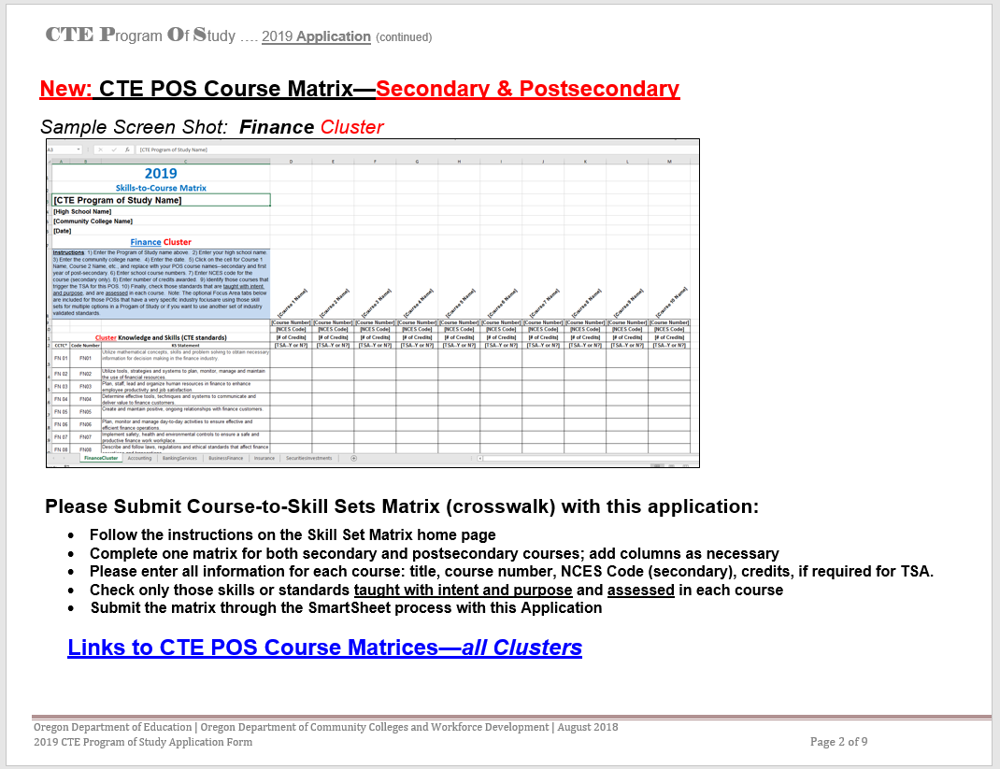 CTE Program Of Study .... 2019 Application (continued)
New: CTE POS Course Matrix—Secondary & Postsecondary
Sample Screen Shot: Finance Cluster
A3 fx [CTE Program of Study Name]
A B C D E F G H I J K L M
2019
Skills-to-Course Matrix
[CTE Program of Study Name]
[High School Name]
[Community College Name]
[Date]
Finance Cluster
Instructions 1) Enter the Program of Study name above. 2) Enter your high school name.
3) Enter the community college name. 4) Enter the date. 5) Click on the cell for Course 1
Name, Course 2 Name, etc., and replace with your POS course names--secondary and first
year of post-secondary. 6) Enter school course numbers. 7) Enter NCES code for the
course (secondary only). 8) Enter number of credits awarded. 9) Identify those courses that
trigger the TSA for this POS. 10) Finally, check those standards that are taught with intent
and purpose, and are assessed in each course. Note: The optional Focus Area tabs below
are included for those POSs that have a very specific industry focusare using those skill
sets for multiple options in a Progam of Study or if you want to use another set of industry
validated standards.
[Course 1 Name] [Course 2 Name] [Course 3 Name] [Course 4 Name] [Course 5 Name] [Course 6 Name] [Course 7 Name] [Course 8 Name] [Course 9 Name] [Course 10 Name]
[Course Number] [Course Number] [Course Number] [Course Number] [Course Number] [Course Number] [Course Number] [Course Number] [Course Number] [Course Number]
[NCES Code] [NCES Code] [NCES Code] [NCES Code] [NCES Code] [NCES Code] [NCES Code] [NCES Code] [NCES Code] [NCES Code]
Cluster Knowledge and Skills (CTE standards) [# of Credits] [# of Credits] [# of Credits] [# of Credits] [# of Credits] [# of Credits] [# of Credits] [# of Credits] [# of Credits] [# of Credits]
CCTC* Code Number KS Statement [TSA--Y or N?] [TSA--Y or N?] [TSA--Y or N?] [TSA--Y or N?] [TSA--Y or N?] [TSA--Y or N?] [TSA--Y or N?] [TSA--Y or N?] [TSA--Y or N?] [TSA--Y or N?]
FN 01 FN01 Utilize mathematical concepts, skills and problem solving to obtain necessary
information for decision making in the finance industry.
FN 02 FN02 Utilize tools, strategies and systems to plan, monitor, manage and maintain
the use of financial resources.
FN 03 FN03 Plan, staff, lead and organize human resources in finance to enhance
employee productivity and job satisfaction.
FN 04 FN04 Determine effective tools, techniques and systems to communicate and
deliver value to finance customers.
FN 05 FN05 Create and maintain positive, ongoing relationships with finance customers.
FN 06 FN06 Plan, monitor and manage day-to-day activities to ensure effective and
efficient finance operations.
FN 07 FN07 Implement safety, health and environmental controls to ensure a safe and
productive finance work workplace.
FN 08 FN08 Describe and follow laws, regulations and ethical standards that affect finance
FinanceCluster Accounting BankingServices BusinessFinance Insurance SecuritiesInvestments
Please Submit Course-to-Skill Sets Matrix (crosswalk) with this application:
• Follow the instructions on the Skill Set Matrix home page
• Complete one matrix for both secondary and postsecondary courses; add columns as necessary
• Please enter all information for each course: title, course number, NCES Code (secondary), credits, if required for TSA.
• Check only those skills or standards taught with intent and purpose and assessed in each course
• Submit the matrix through the SmartSheet process with this Application
Links to CTE POS Course Matrices—all Clusters
Oregon Department of Education | Oregon Department of Community Colleges and Workforce Development | August 2018
2019 CTE Program of Study Application Form Page 2 of 9